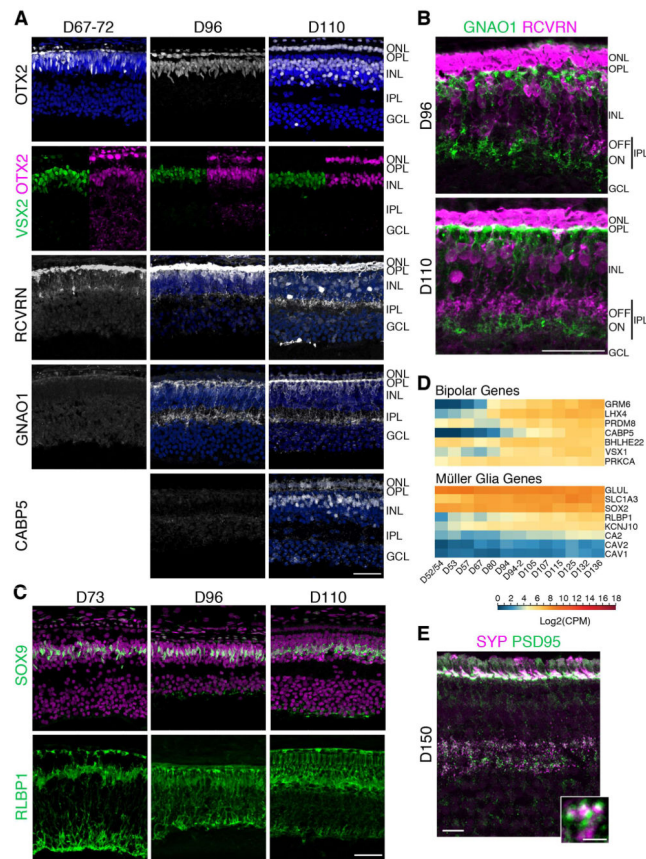 A
D67-72 D96 D110
OTX2
ONL
OPL
INL
IPL
GCL
VSX2 OTX2
ONL
OPL
INL
IPL
GCL
RCVRN
ONL
OPL
INL
IPL
GCL
GNAO1
ONL
OPL
INL
IPL
GCL
CABP5
ONL
OPL
INL
IPL
GCL
B
GNAO1 RCVRN
D96
ONL
OPL
INL
OFF
ON
IPL
GCL
D110
ONL
OPL
INL
OFF
ON
IPL
GCL
C
D73 D96 D110
SOX9
RLBP1
D
Bipolar Genes
GRM6
LHX4
PRDM8
CABP5
BHLHE22
VSX1
PRKCA
Müller Glia Genes
GLUL
SLC1A3
SOX2
RLBP1
KCNJ10
CA2
CAV2
CAV1
D52/54 D53 D57 D67 D80 D94 D94-2 D105 D107 D115 D125 D132 D136
0 2 4 6 8 10 12 14 16 18
Log2(CPM)
E
SYP PSD95
D150